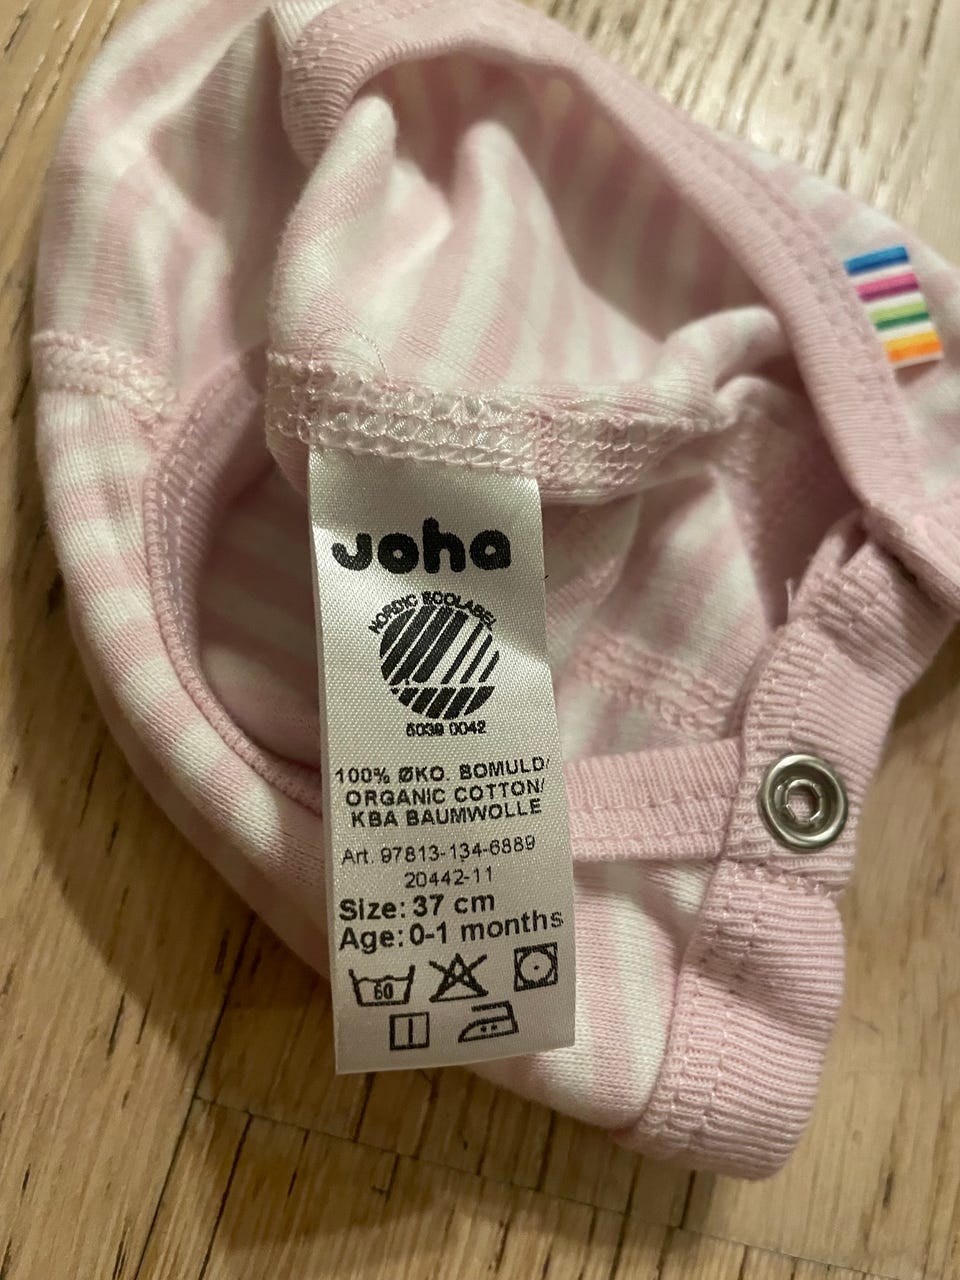 Joha
NORDIC ECOLABEL
5039 0042
100% ØKO. BOMULD/
ORGANIC COTTON/
KBA BAUMWOLLE
Art. 97813-134-6889
20442-11
Size: 37 cm
Age: 0-1 months
60